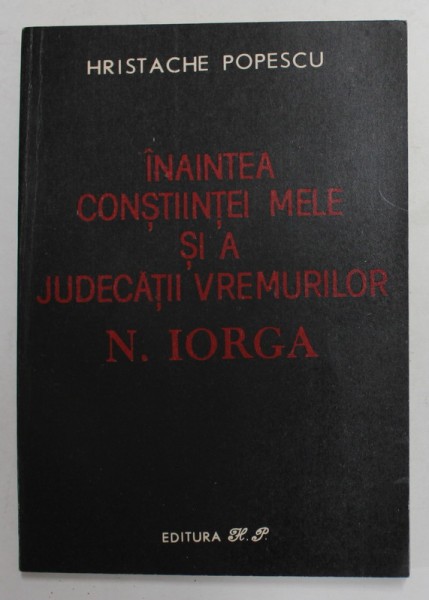 HRISTACHE POPESCU
ÎNAINTEA
CONȘTIINȚEI MELE
ȘI A
JUDECĂȚII VREMURILOR
N. IORGA
EDITURA H. P.